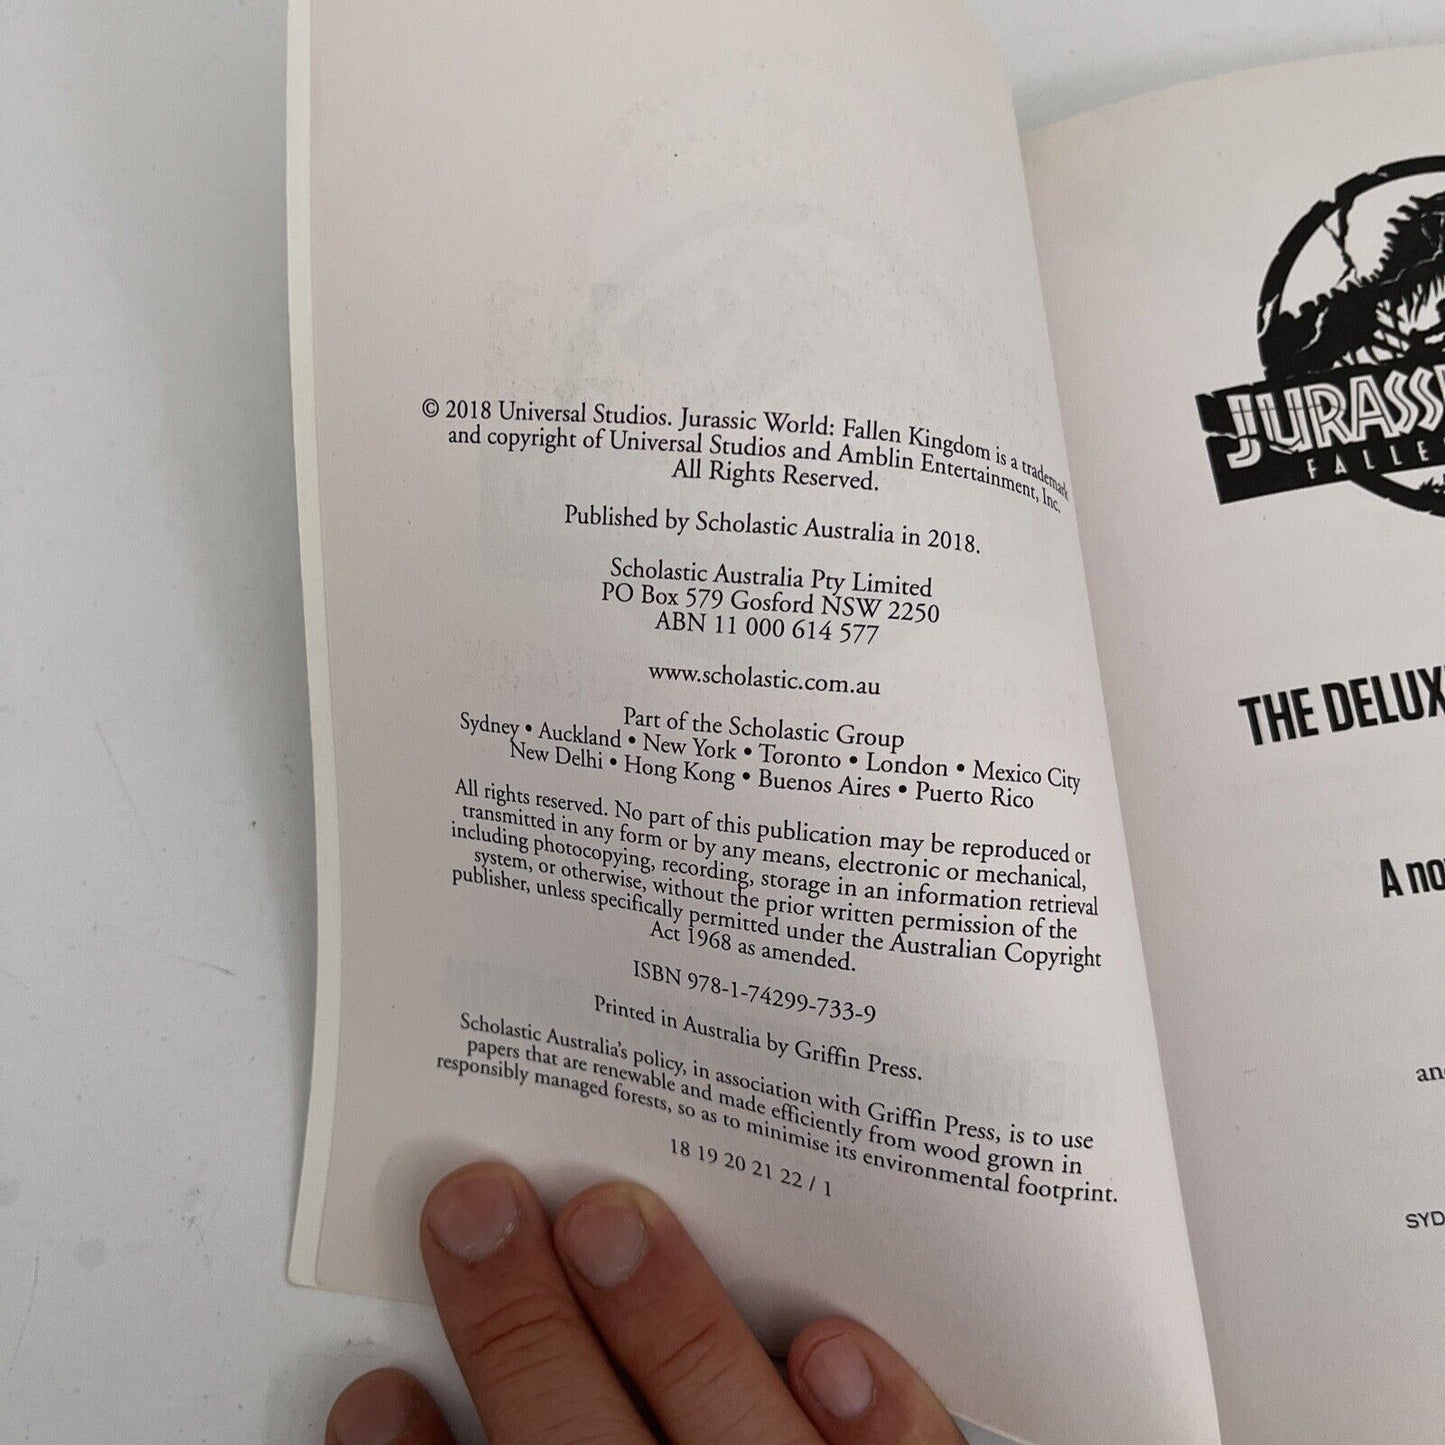 © 2018 Universal Studios. Jurassic World: Fallen Kingdom is a trademark
and copyright of Universal Studios and Amblin Entertainment, Inc.
All Rights Reserved.
Published by Scholastic Australia in 2018.
Scholastic Australia Pty Limited
PO Box 579 Gosford NSW 2250
ABN 11 000 614 577
www.scholastic.com.au
Part of the Scholastic Group
Sydney • Auckland • New York • Toronto • London • Mexico City
New Delhi • Hong Kong • Buenos Aires • Puerto Rico
All rights reserved. No part of this publication may be reproduced or
transmitted in any form or by any means, electronic or mechanical,
including photocopying, recording, storage in an information retrieval
system, or otherwise, without the prior written permission of the
publisher, unless specifically permitted under the Australian Copyright
Act 1968 as amended.
ISBN 978-1-74299-733-9
Printed in Australia by Griffin Press.
Scholastic Australia's policy, in association with Griffin Press, is to use
papers that are renewable and made efficiently from wood grown in
responsibly managed forests, so as to minimise its environmental footprint.
18 19 20 21 22 / 1
JURASS
FALLE
THE DELUX
A no
an
SYD